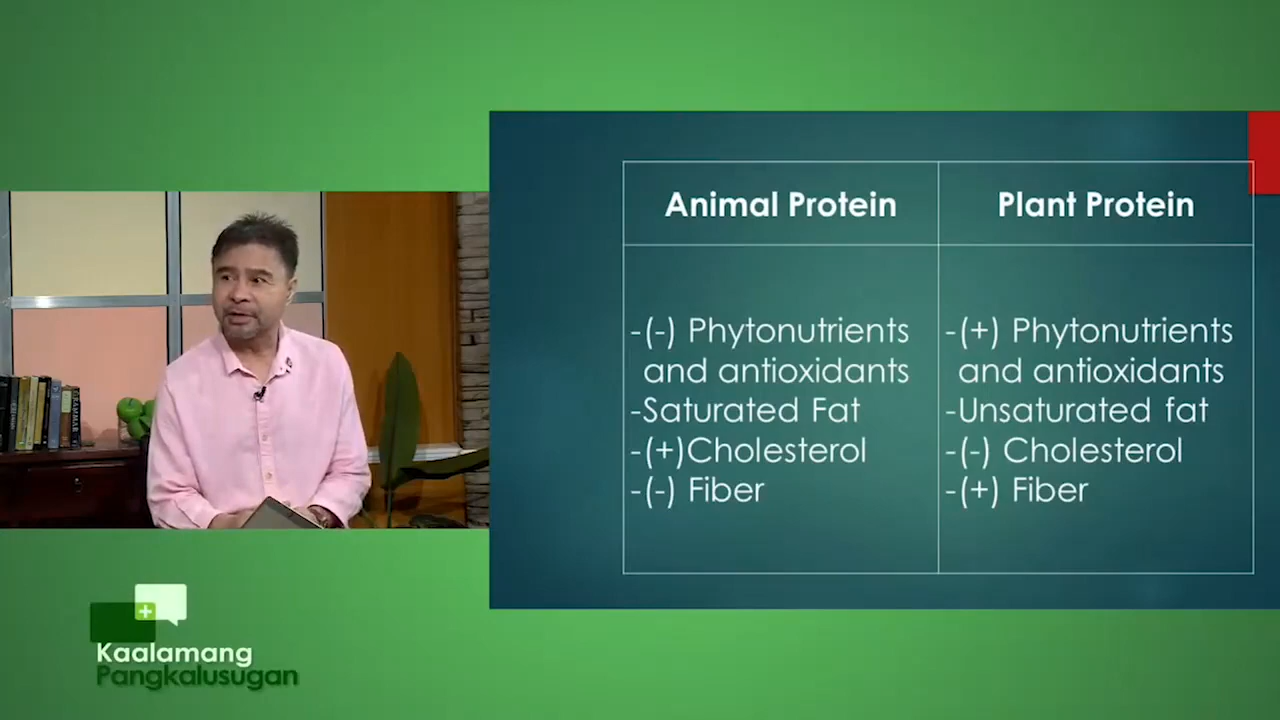 Animal Protein
Plant Protein
-(-) Phytonutrients
and antioxidants
-Saturated Fat
-(+)Cholesterol
-(-) Fiber
-(+) Phytonutrients
and antioxidants
-Unsaturated fat
-(-) Cholesterol
-(+) Fiber
Kaalamang
Pangkalusugan